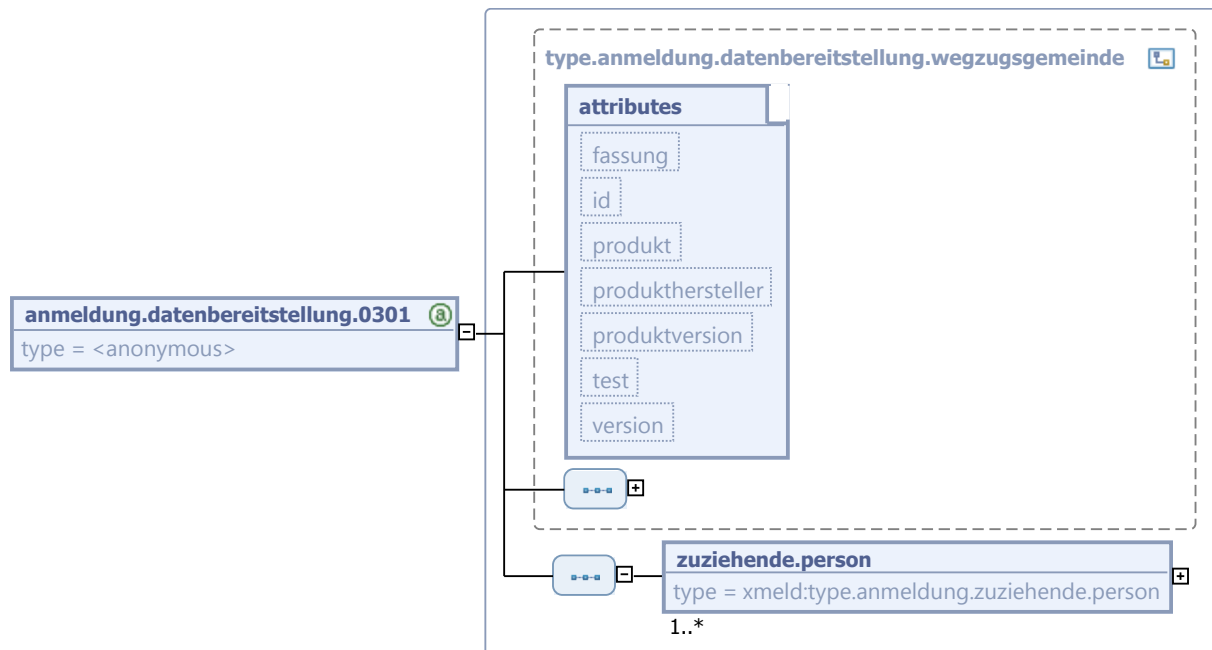 type.anmeldung.datenbereitstellung.wegzugsgemeinde
attributes
fassung
id
produkt
produkthersteller
produktversion
test
version
anmeldung.datenbereitstellung.0301
type = <anonymous>
zuziehende.person
type = xmeld:type.anmeldung.zuziehende.person
1..*